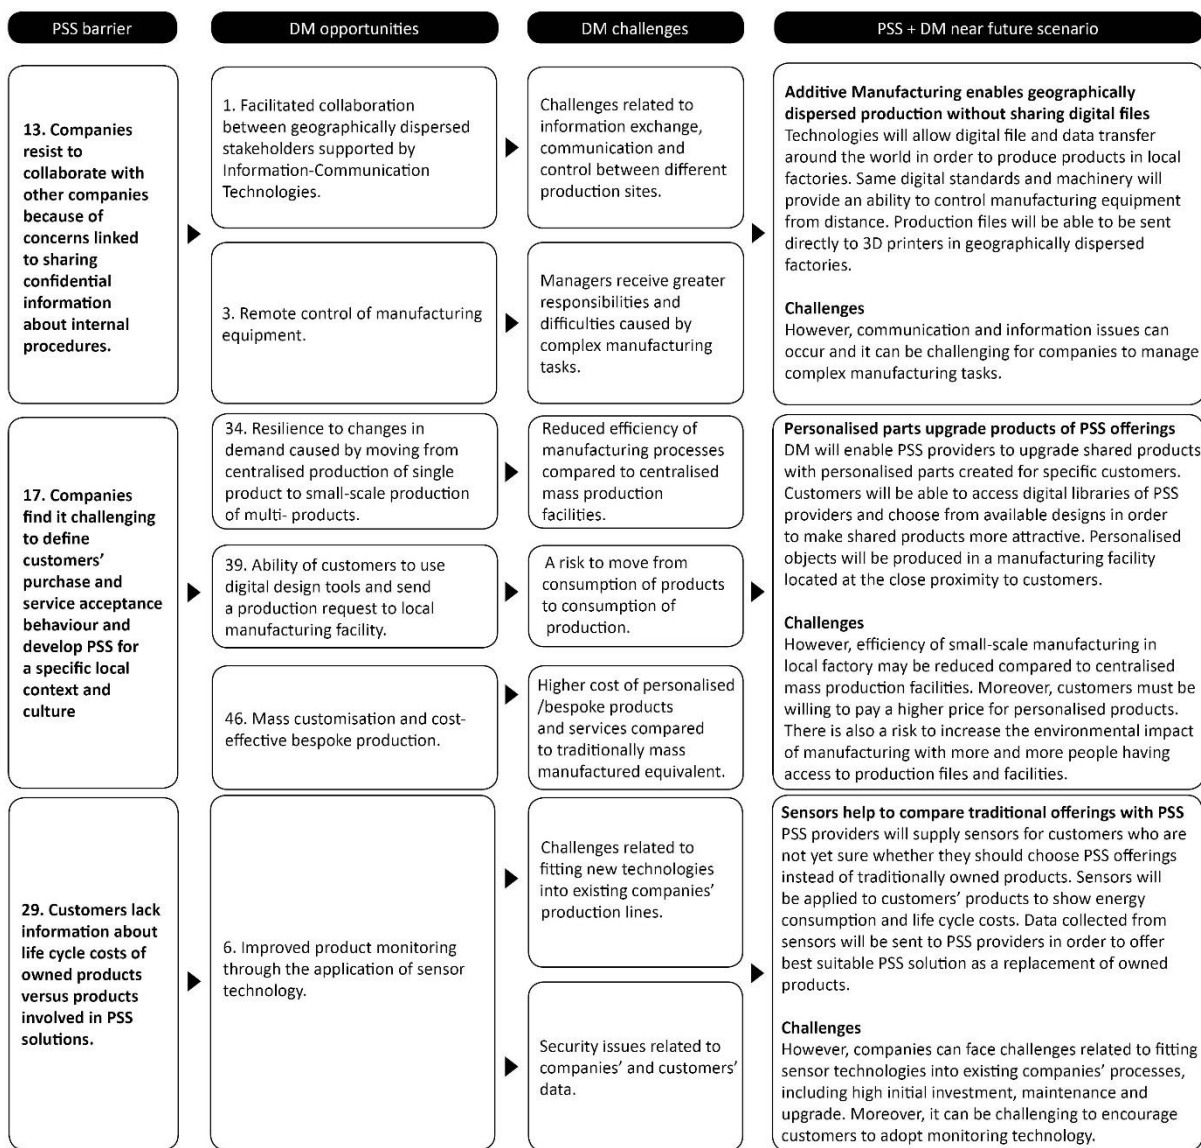 PSS barrier
DM opportunities
DM challenges
PSS + DM near future scenario
13. Companies
resist to
collaborate with
other companies
because of
concerns linked
to sharing
confidential
information
about internal
procedures.
1. Facilitated collaboration
between geographically dispersed
stakeholders supported by
Information-Communication
Technologies.
Challenges related to
information exchange,
communication and
control between different
production sites.
3. Remote control of manufacturing
equipment.
Managers receive greater
responsibilities and
difficulties caused by
complex manufacturing
tasks.
Additive Manufacturing enables geographically
dispersed production without sharing digital files
Technologies will allow digital file and data transfer
around the world in order to produce products in local
factories. Same digital standards and machinery will
provide an ability to control manufacturing equipment
from distance. Production files will be able to be sent
directly to 3D printers in geographically dispersed
factories.
Challenges
However, communication and information issues can
occur and it can be challenging for companies to manage
complex manufacturing tasks.
17. Companies
find it challenging
to define
customers'
purchase and
service acceptance
behaviour and
develop PSS for
a specific local
context and
culture
34. Resilience to changes in
demand caused by moving from
centralised production of single
product to small-scale production
of multi- products.
Reduced efficiency of
manufacturing processes
compared to centralised
mass production
facilities.
39. Ability of customers to use
digital design tools and send
a production request to local
manufacturing facility.
A risk to move from
consumption of products
to consumption of
production.
46. Mass customisation and cost-
effective bespoke production.
Higher cost of personalised
/bespoke products
and services compared
to traditionally mass
manufactured equivalent.
Personalised parts upgrade products of PSS offerings
DM will enable PSS providers to upgrade shared products
with personalised parts created for specific customers.
Customers will be able to access digital libraries of PSS
providers and choose from available designs in order
to make shared products more attractive. Personalised
objects will be produced in a manufacturing facility
located at the close proximity to customers.
Challenges
However, efficiency of small-scale manufacturing in
local factory may be reduced compared to centralised
mass production facilities. Moreover, customers must be
willing to pay a higher price for personalised products.
There is also a risk to increase the environmental impact
of manufacturing with more and more people having
access to production files and facilities.
29. Customers lack
information about
life cycle costs of
owned products
versus products
involved in PSS
solutions.
6. Improved product monitoring
through the application of sensor
technology.
Challenges related to
fitting new technologies
into existing companies'
production lines.
Security issues related to
companies' and customers'
data.
Sensors help to compare traditional offerings with PSS
PSS providers will supply sensors for customers who are
not yet sure whether they should choose PSS offerings
instead of traditionally owned products. Sensors will
be applied to customers' products to show energy
consumption and life cycle costs. Data collected from
sensors will be sent to PSS providers in order to offer
best suitable PSS solution as a replacement of owned
products.
Challenges
However, companies can face challenges related to fitting
sensor technologies into existing companies' processes,
including high initial investment, maintenance and
upgrade. Moreover, it can be challenging to encourage
customers to adopt monitoring technology.